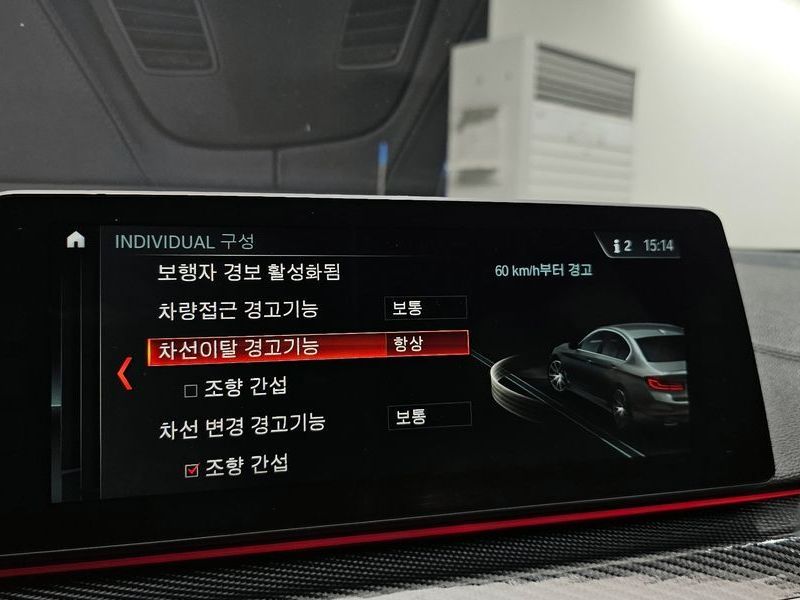 INDIVIDUAL 구성
i 2 15:14
보행자 경보 활성화됨
60 km/h부터 경고
차량접근 경고기능 보통
차선이탈 경고기능 항상
조향 간섭
차선 변경 경고기능 보통
조향 간섭